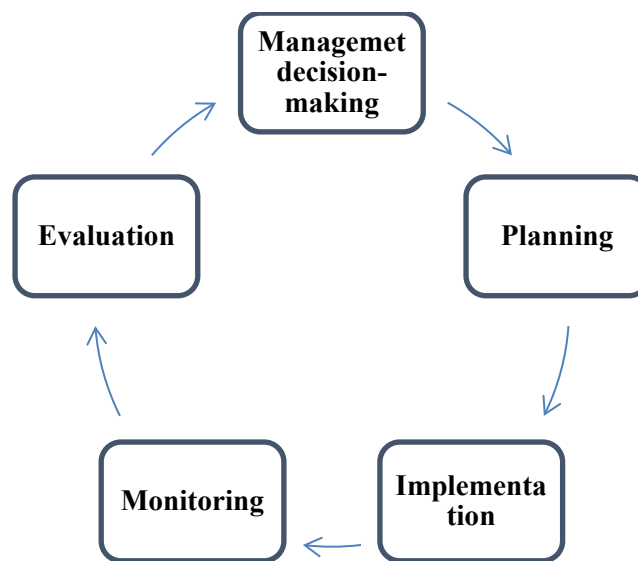 Managemet
decision-
making
Planning
Implementa
tion
Monitoring
Evaluation